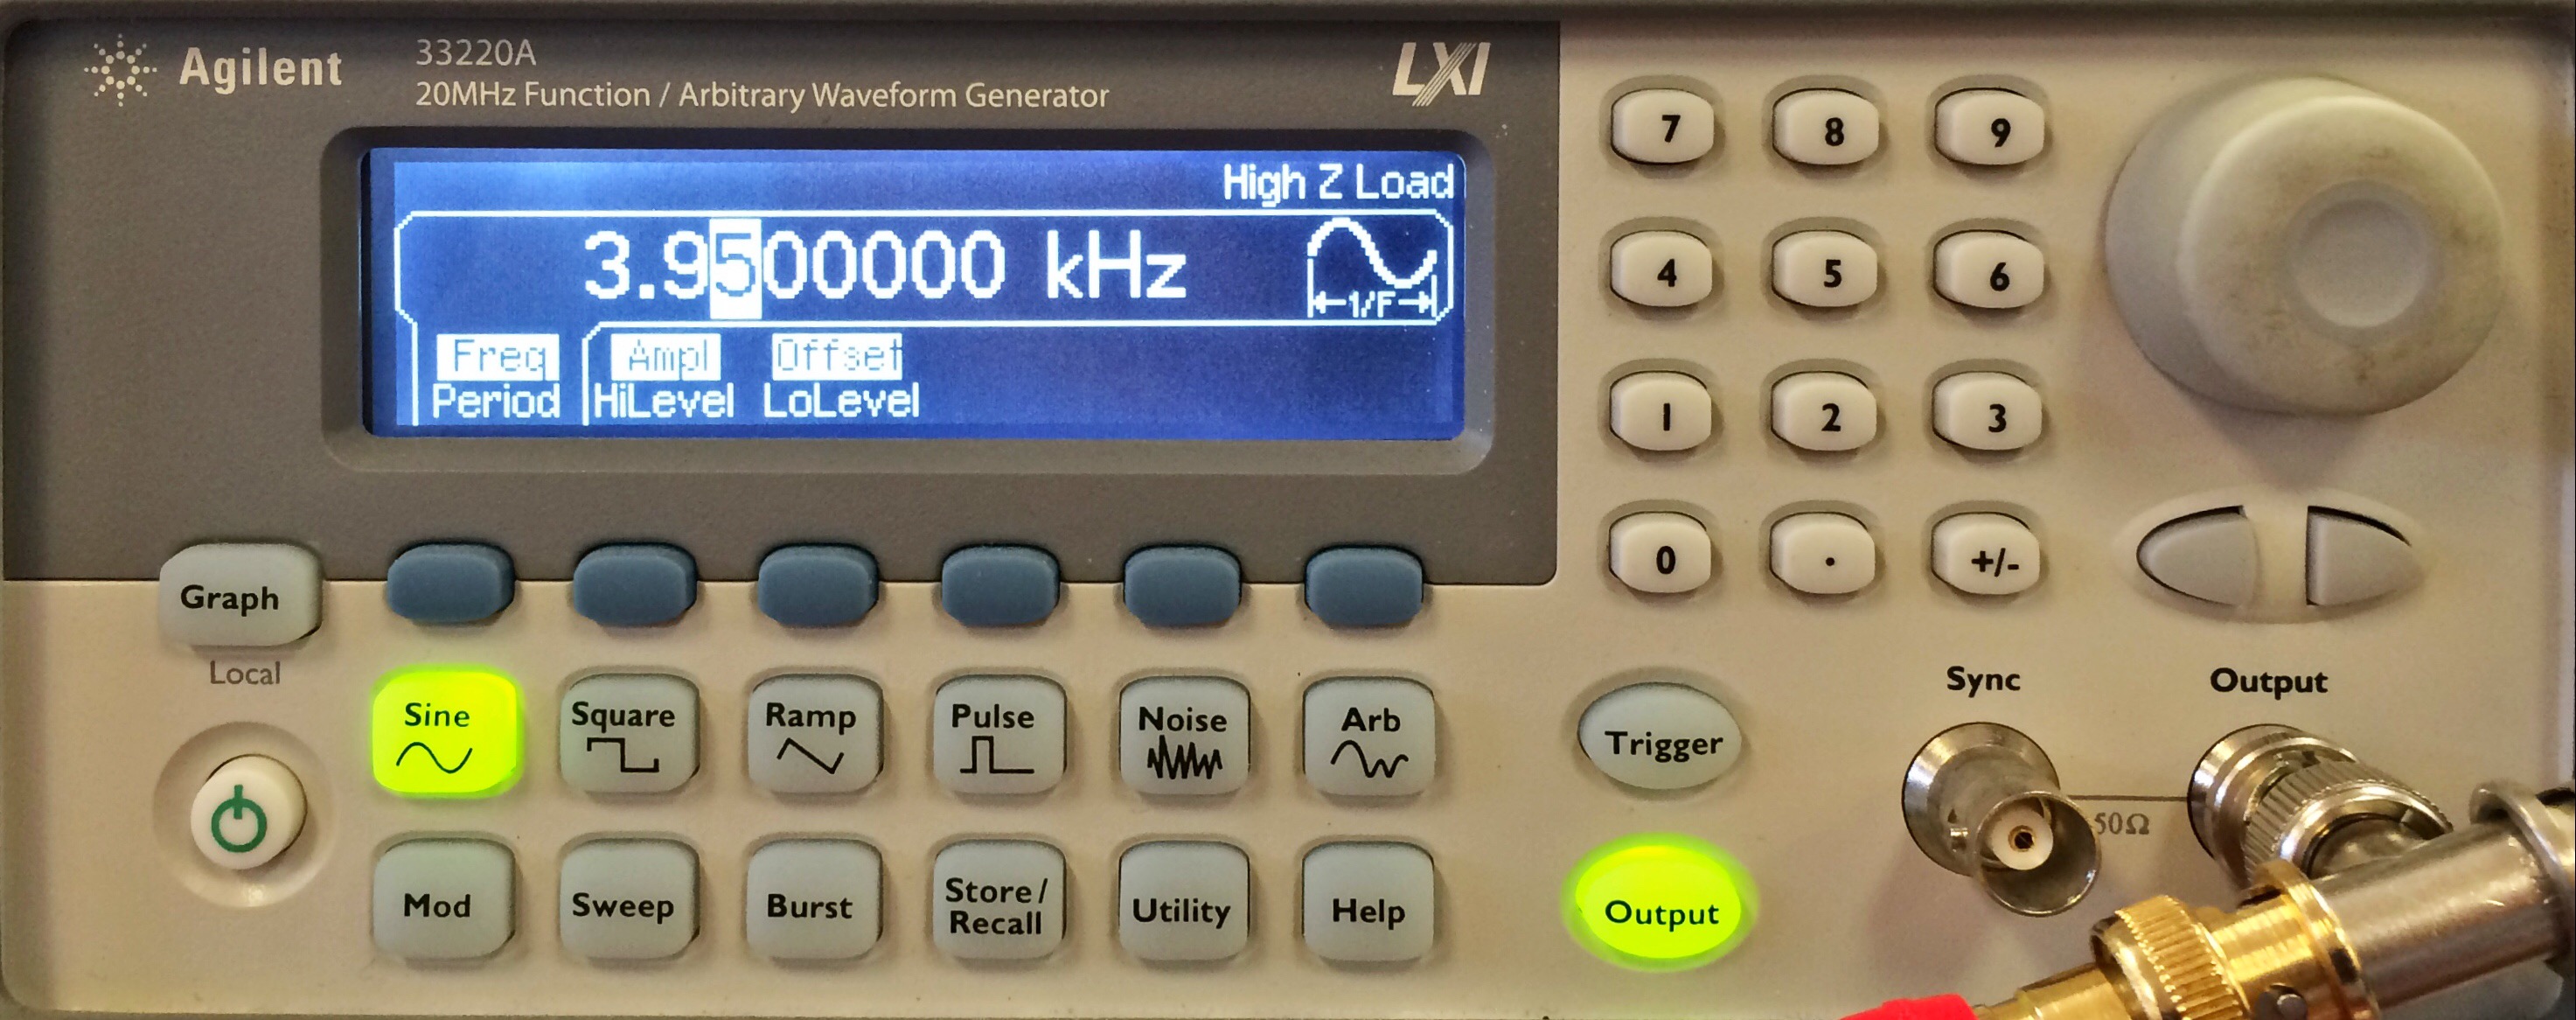 Agilent
33220A
20MHz Function / Arbitrary Waveform Generator
LXI
High Z Load
3.9500000 kHz
1/F
Freq Ampl Offset
Period HiLevel LoLevel
7 8 9
4 5 6
1 2 3
0 . +/-
Graph
Local
Sine Square Ramp Pulse Noise Arb
Mod Sweep Burst Store/
Recall Utility Help
Trigger
Output
Sync Output
50Ω